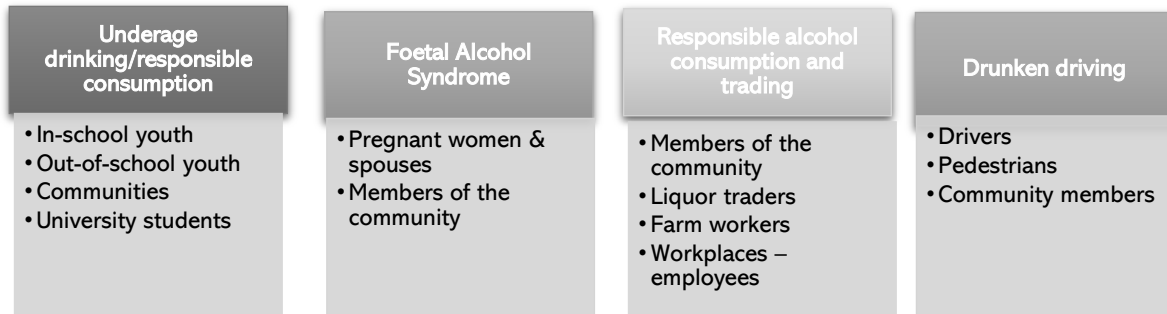 Underage
drinking/responsible
consumption
• In-school youth
• Out-of-school youth
• Communities
• University students
Foetal Alcohol
Syndrome
• Pregnant women &
spouses
• Members of the
community
Responsible alcohol
consumption and
trading
• Members of the
community
• Liquor traders
• Farm workers
• Workplaces –
employees
Drunken driving
• Drivers
• Pedestrians
• Community members